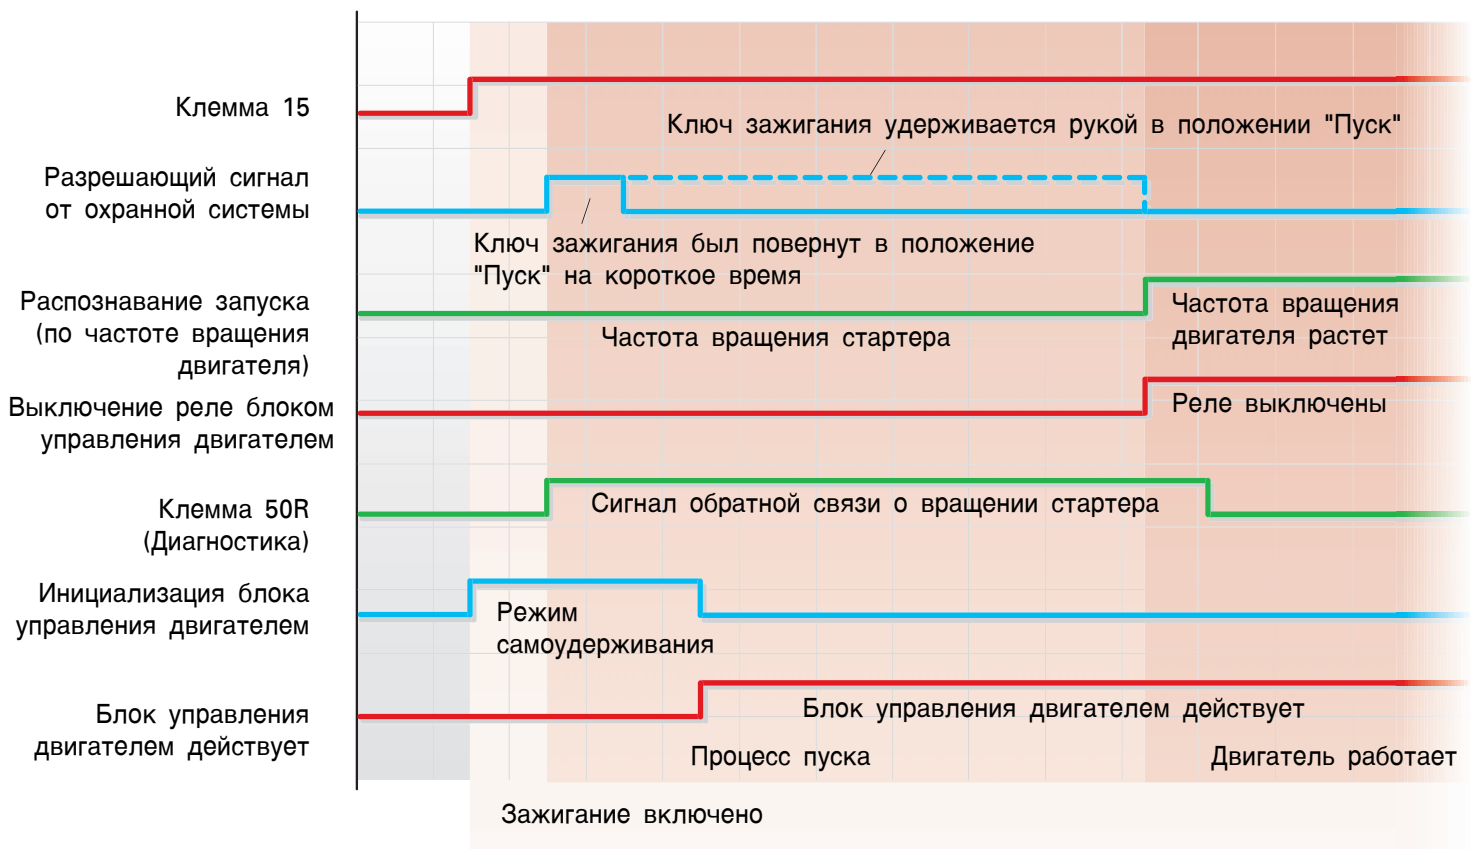 Клемма 15
Ключ зажигания удерживается рукой в положении "Пуск"
Разрешающий сигнал
от охранной системы
Ключ зажигания был повернут в положение
"Пуск" на короткое время
Распознавание запуска
(по частоте вращения
двигателя)
Частота вращения стартера
Частота вращения
двигателя растет
Выключение реле блоком
управления двигателем
Реле выключены
Клемма 50R
(Диагностика)
Сигнал обратной связи о вращении стартера
Инициализация блока
управления двигателем
Режим
самоудерживания
Блок управления
двигателем действует
Блок управления двигателем действует
Процесс пуска
Двигатель работает
Зажигание включено